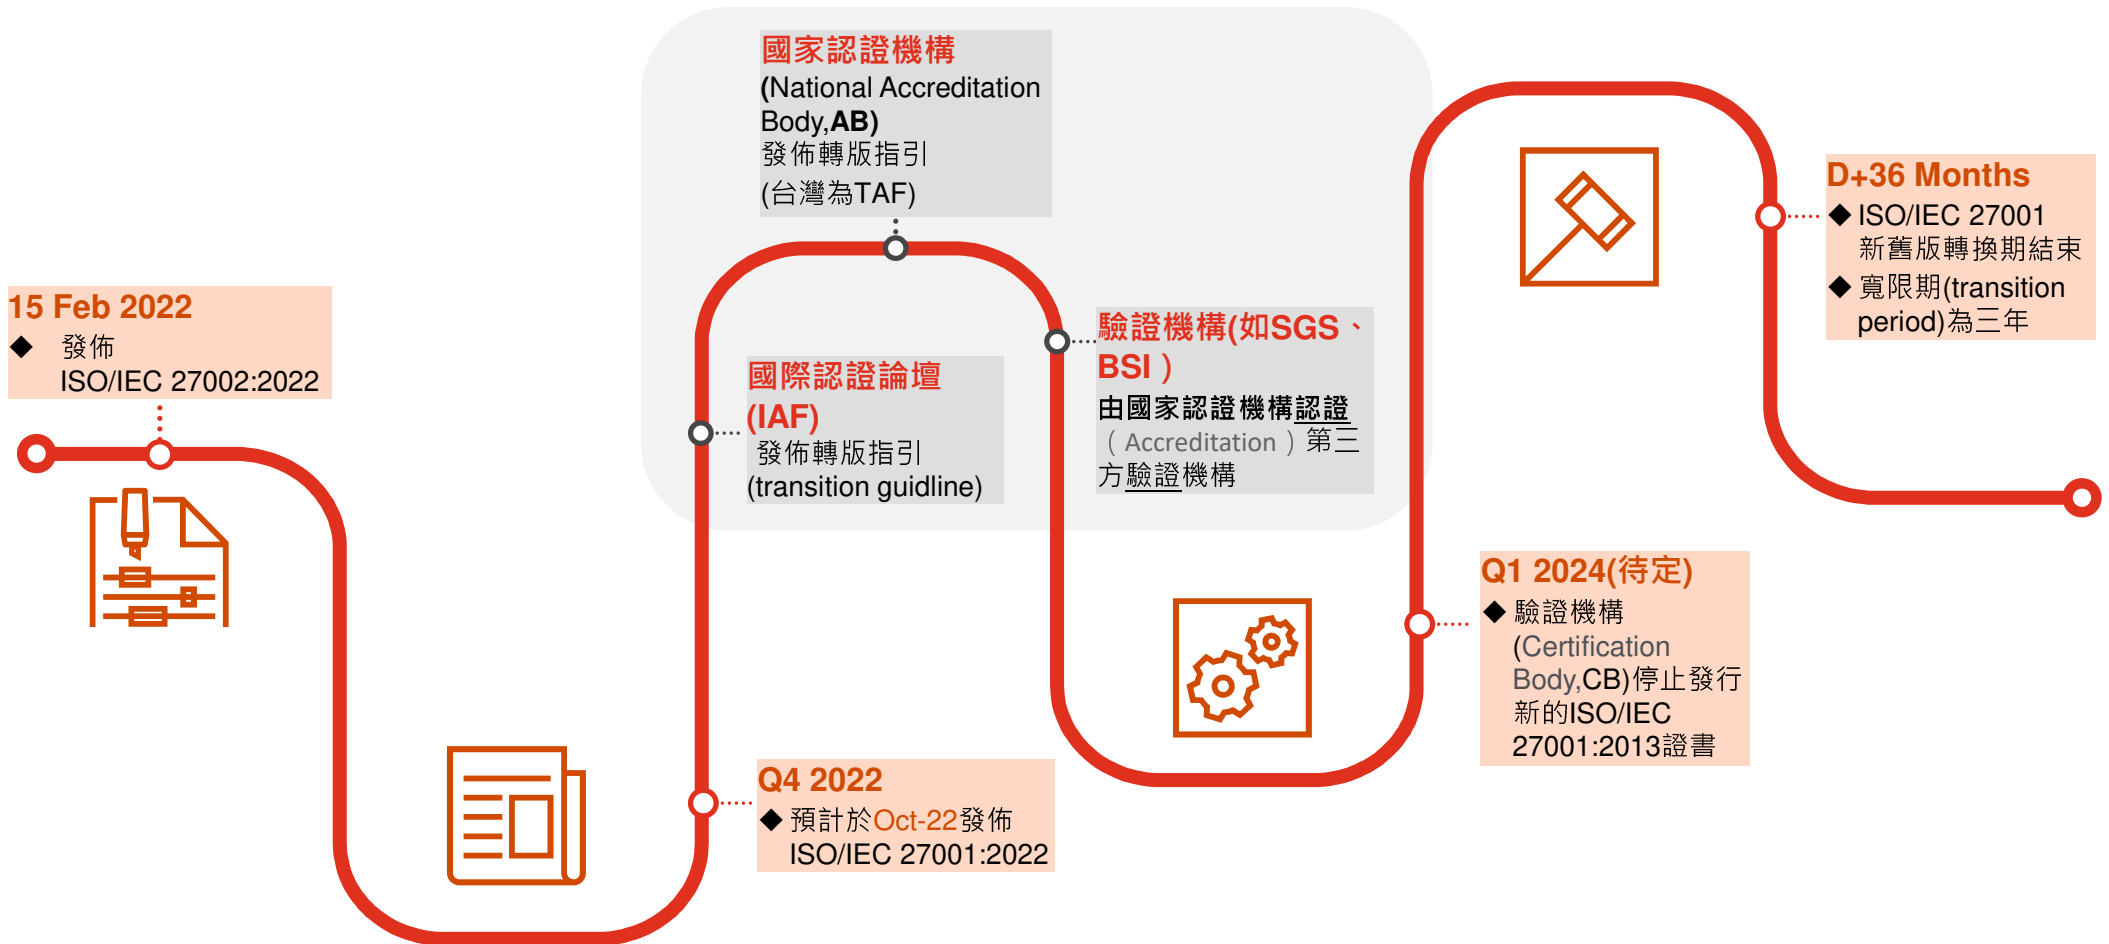 15 Feb 2022
◆ 發佈
ISO/IEC 27002:2022
Q4 2022
◆ 預計於Oct-22發佈
ISO/IEC 27001:2022
國際認證論壇
(IAF)
發佈轉版指引
(transition guidline)
國家認證機構
(National Accreditation
Body,AB)
發佈轉版指引
(台灣為TAF)
驗證機構(如SGS、
BSI )
由國家認證機構認證
（Accreditation）第三
方驗證機構
Q1 2024(待定)
◆ 驗證機構
(Certification
Body,CB)停止發行
新的ISO/IEC
27001:2013證書
D+36 Months
◆ ISO/IEC 27001
新舊版轉換期結束
◆ 寬限期(transition
period)為三年